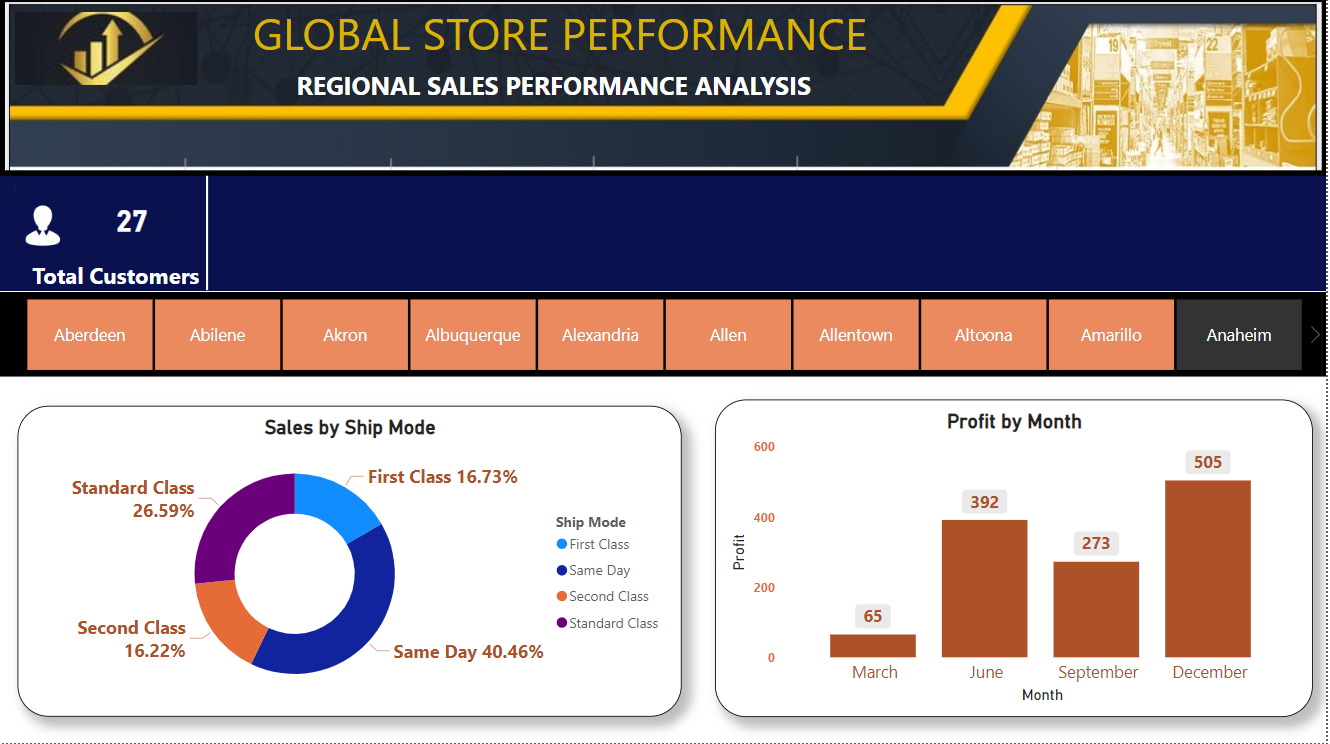 GLOBAL STORE PERFORMANCE
REGIONAL SALES PERFORMANCE ANALYSIS
19
22
1.
27
Total Customers
Aberdeen
Abilene
Akron
Albuquerque
Alexandria
Allen
Allentown
Altoona
Amarillo
Anaheim
Sales by Ship Mode
First Class 16.73%
Standard Class
26.59%
Second Class
16.22%
Same Day 40.46%
Ship Mode
First Class
Same Day
Second Class
Standard Class
Profit by Month
Profit
600
400
200
0
65
392
273
505
March
June
September
December
Month